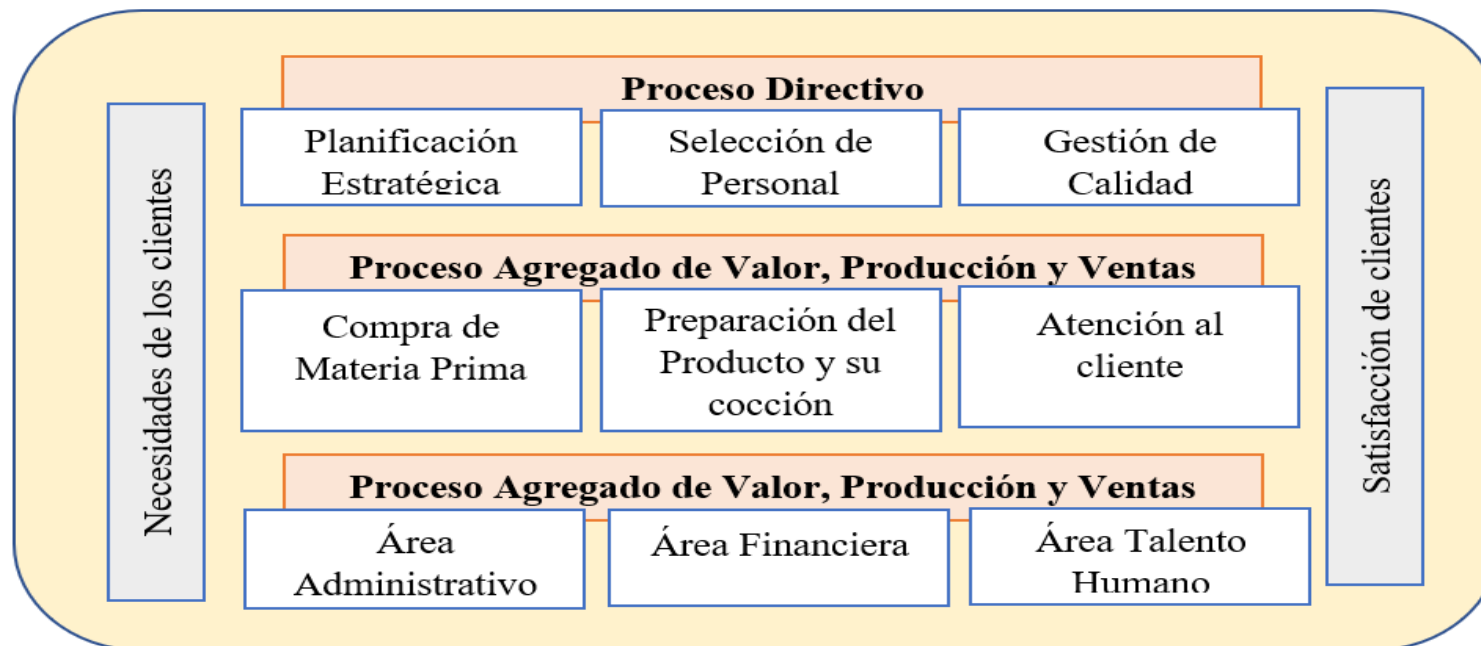 Necesidades de los clientes
Proceso Directivo
Planificación
Estratégica
Selección de
Personal
Gestión de
Calidad
Proceso Agregado de Valor, Producción y Ventas
Compra de
Materia Prima
Preparación del
Producto y su
cocción
Atención al
cliente
Proceso Agregado de Valor, Producción y Ventas
Área
Administrativo
Área Financiera
Área Talento
Humano
Satisfacción de clientes